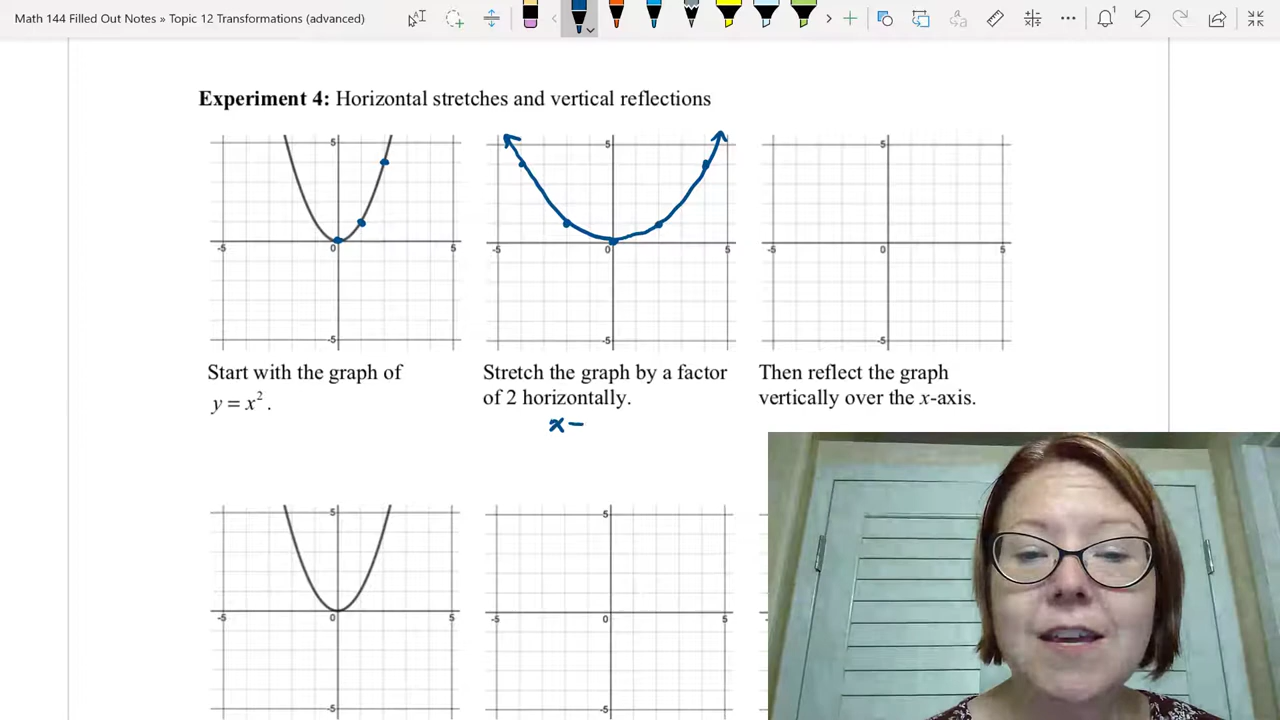 Math 144 Filled Out Notes » Topic 12 Transformations (advanced)
1
Experiment 4: Horizontal stretches and vertical reflections
5
-5 0 5
-5
5
-5 0 5
-5
5
-5 0 5
-5
Start with the graph of
y = x².
Stretch the graph by a factor
of 2 horizontally.
x –
Then reflect the graph
vertically over the x-axis.
5
-5 0 5
-5
5
-5 0 5
-5